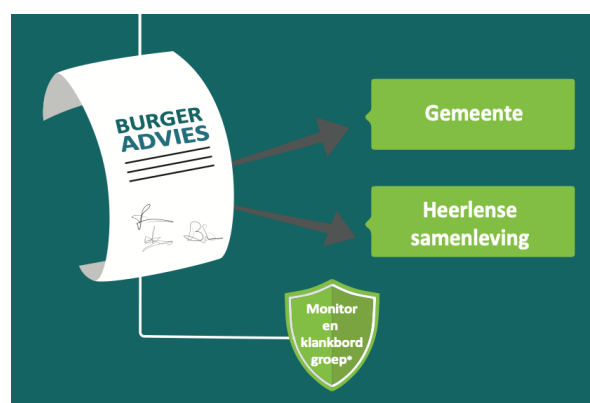 BURGER
ADVIES
Gemeente
Heerlense
samenleving
Monitor
en
klankbord
groep*